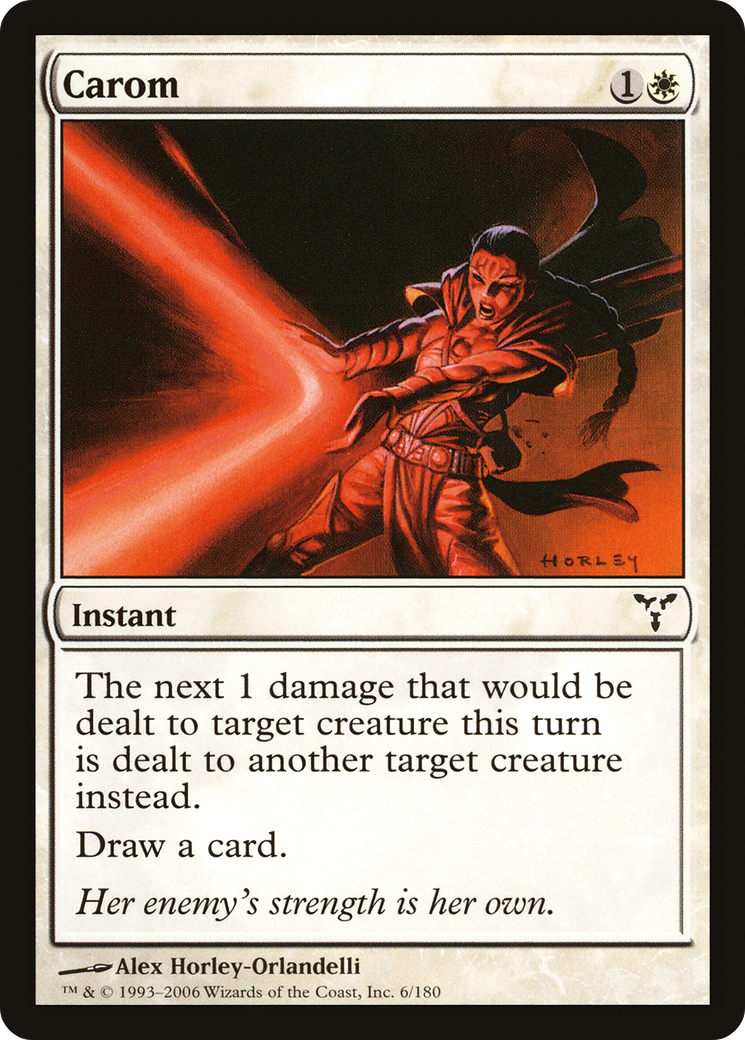 Carom 1
HORLEY
Instant
The next 1 damage that would be
dealt to target creature this turn
is dealt to another target creature
instead.
Draw a card.
Her enemy's strength is her own.
Alex Horley-Orlandelli
™ & © 1993–2006 Wizards of the Coast, Inc. 6/180